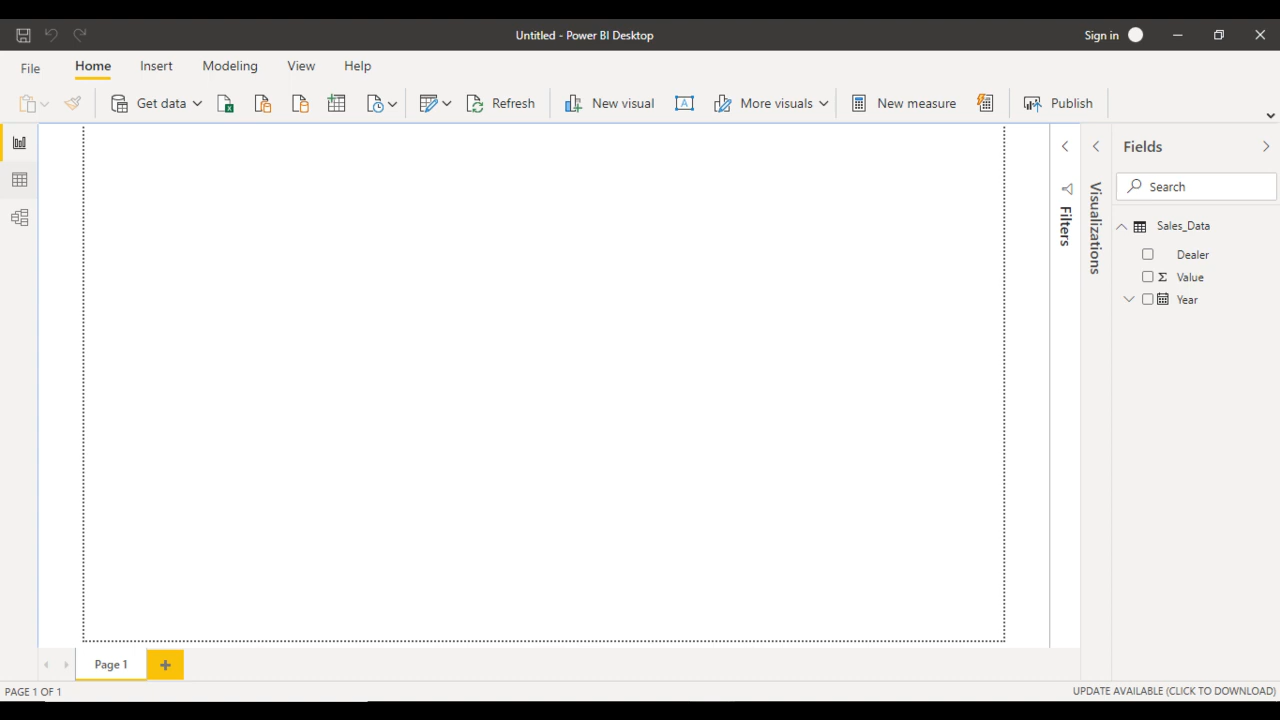 Untitled - Power BI Desktop
Sign in
File
Home
Insert
Modeling
View
Help
Get data
Refresh
New visual
More visuals
New measure
Publish
Filters
Visualizations
Fields
Search
Sales_Data
Dealer
Σ Value
Year
Page 1
PAGE 1 OF 1
UPDATE AVAILABLE (CLICK TO DOWNLOAD)